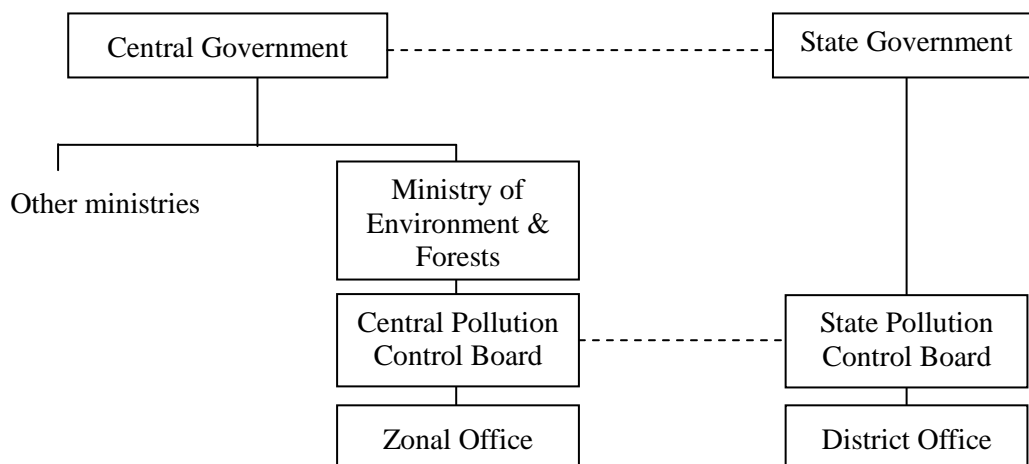 Central Government
State Government
Other ministries
Ministry of
Environment &
Forests
Central Pollution
Control Board
State Pollution
Control Board
Zonal Office
District Office